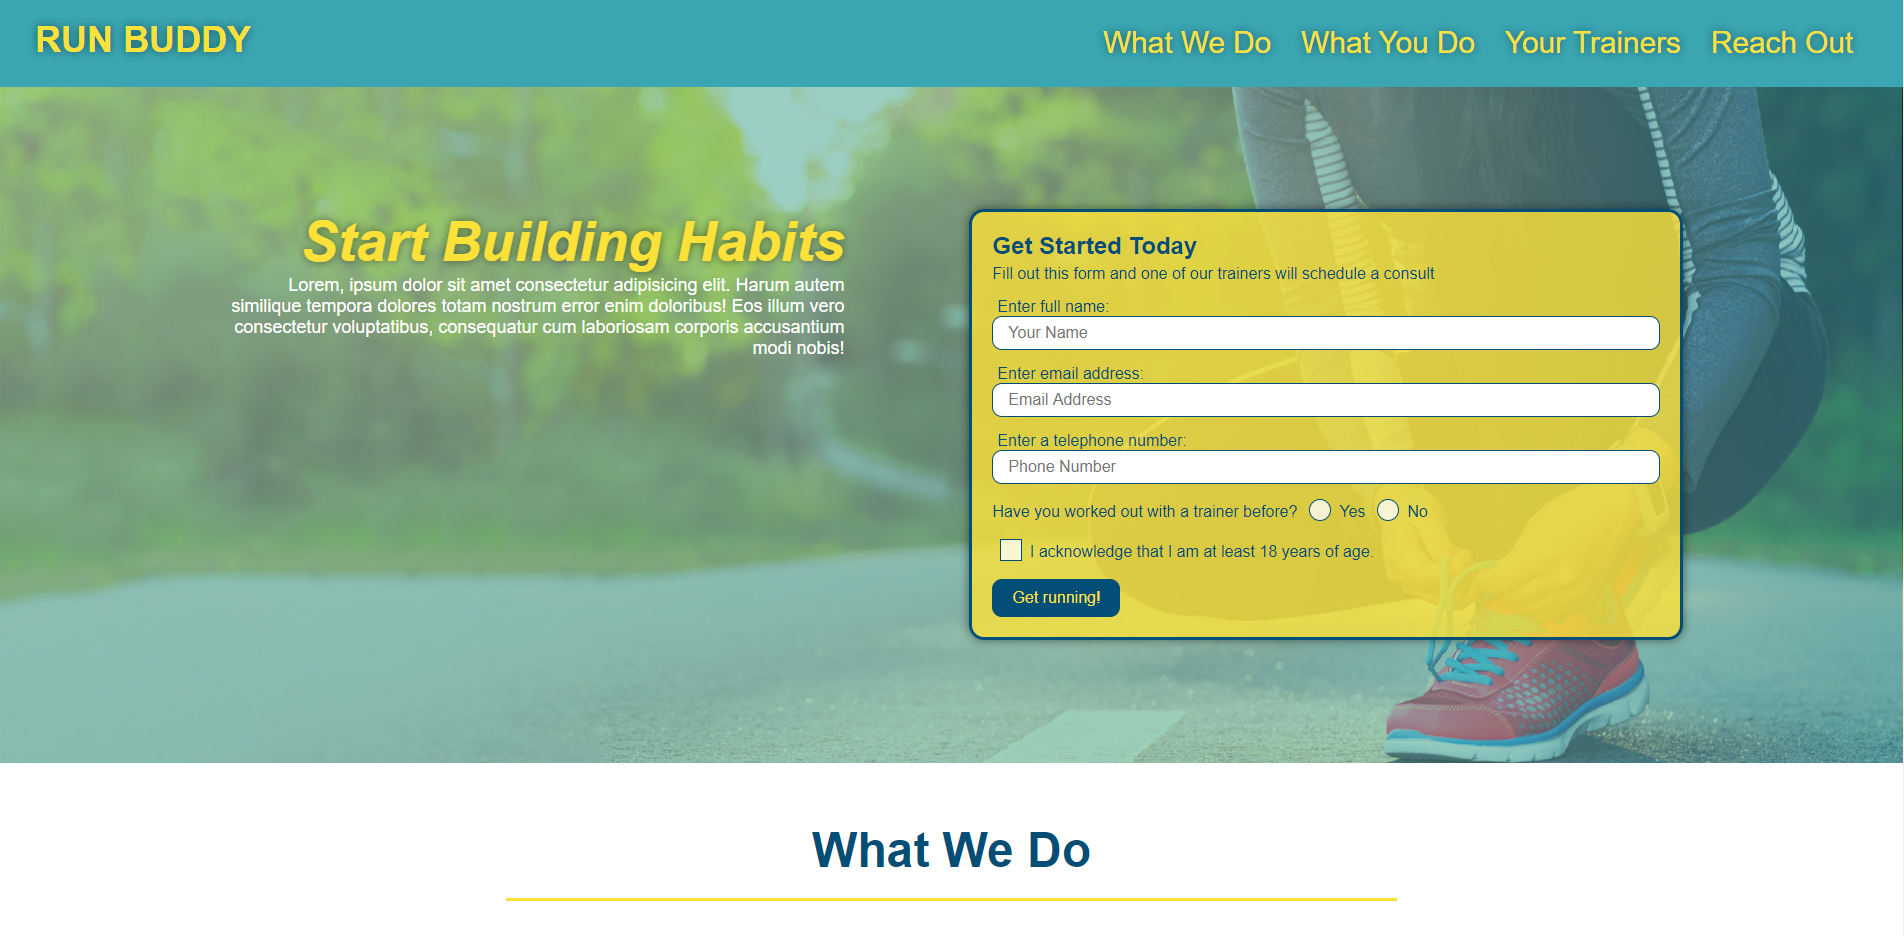 RUN BUDDY
What We Do What You Do Your Trainers Reach Out
Start Building Habits
Lorem, ipsum dolor sit amet consectetur adipisicing elit. Harum autem
similique tempora dolores totam nostrum error enim doloribus! Eos illum vero
consectetur voluptatibus, consequatur cum laboriosam corporis accusantium
modi nobis!
Get Started Today
Fill out this form and one of our trainers will schedule a consult
Enter full name:
Your Name
Enter email address:
Email Address
Enter a telephone number:
Phone Number
Have you worked out with a trainer before? Yes No
I acknowledge that I am at least 18 years of age.
Get running!
What We Do